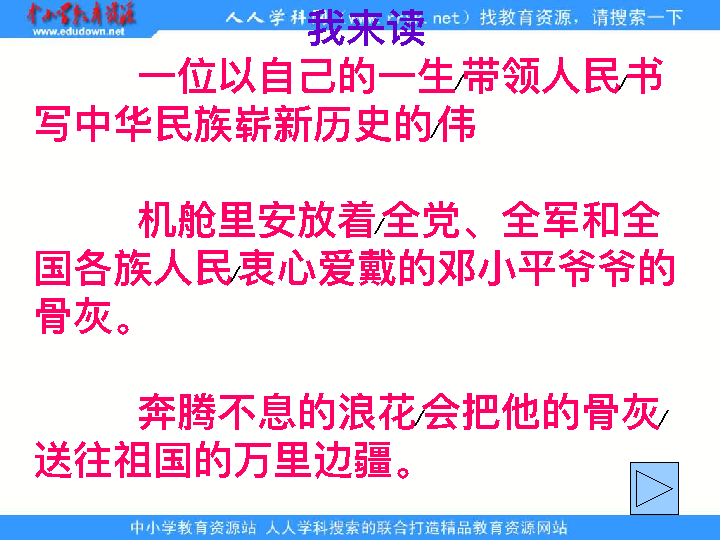 中小学教育资源站
www.edudown.net
人人学科网(www.rrxk.net）找教育资源，请搜索一下
我来读
一位以自己的一生/带领人民/书
写中华民族崭新历史的/伟
机舱里安放着/全党、全军和全
国各族人民/衷心爱戴的邓小平爷爷的
骨灰。
奔腾不息的浪花/会把他的骨灰/
送往祖国的万里边疆。
中小学教育资源站 人人学科搜索的联合打造精品教育资源网站